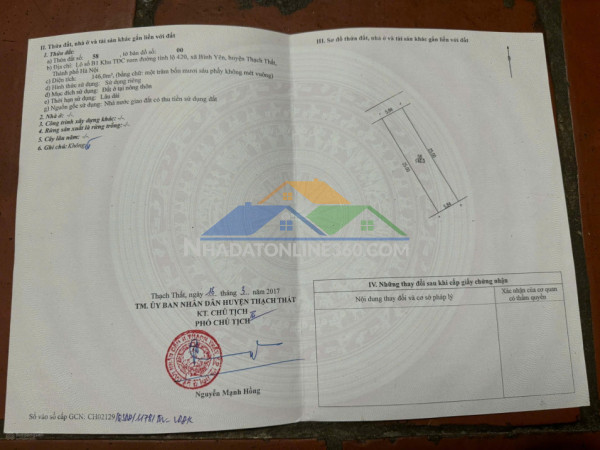 II. Thửa đất, nhà ở và tài sản khác gắn liền với đất
1. Thửa đất:
a) Thửa đất số: 58 , tờ bản đồ số: 00
b) Địa chỉ: Lô số B1 Khu TDC nam đường tỉnh lộ 420, xã Bình Yên, huyện Thạch Thất,
Thành phố Hà Nội
c) Diện tích: 146,0m², (bằng chữ: một trăm bốn mươi sáu phẩy không mét vuông)
d) Hình thức sử dụng: Sử dụng riêng
đ) Mục đích sử dụng: Đất ở tại nông thôn
e) Thời hạn sử dụng: Lâu dài
g) Nguồn gốc sử dụng: Nhà nước giao đất có thu tiền sử dụng đất
2. Nhà ở: -/-
3. Công trình xây dựng khác: -/-
4. Rừng sản xuất là rừng trồng: -/-
5. Cây lâu năm: -/-
6. Ghi chú: Không
Thạch Thất, ngày 16 tháng 5 năm 2017
TM. ỦY BAN NHÂN DÂN HUYỆN THẠCH THẤT
KT. CHỦ TỊCH
PHÓ CHỦ TỊCH
Nguyễn Mạnh Hồng
Số vào sổ cấp GCN: CH02129
III. Sơ đồ thửa đất, nhà ở và tài sản khác gắn liền với đất
IV. Những thay đổi sau khi cấp giấy chứng nhận
Nội dung thay đổi và cơ sở pháp lý
Xác nhận của cơ quan
có thẩm quyền
NHADATONLINE360.COM